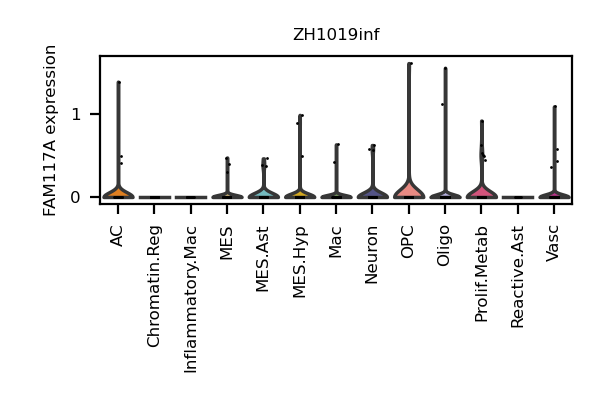 ZH1019inf
FAM117A expression
1
0
AC
Chromatin.Reg
Inflammatory.Mac
MES
MES.Ast
MES.Hyp
Mac
Neuron
OPC
Oligo
Prolif.Metab
Reactive.Ast
Vasc